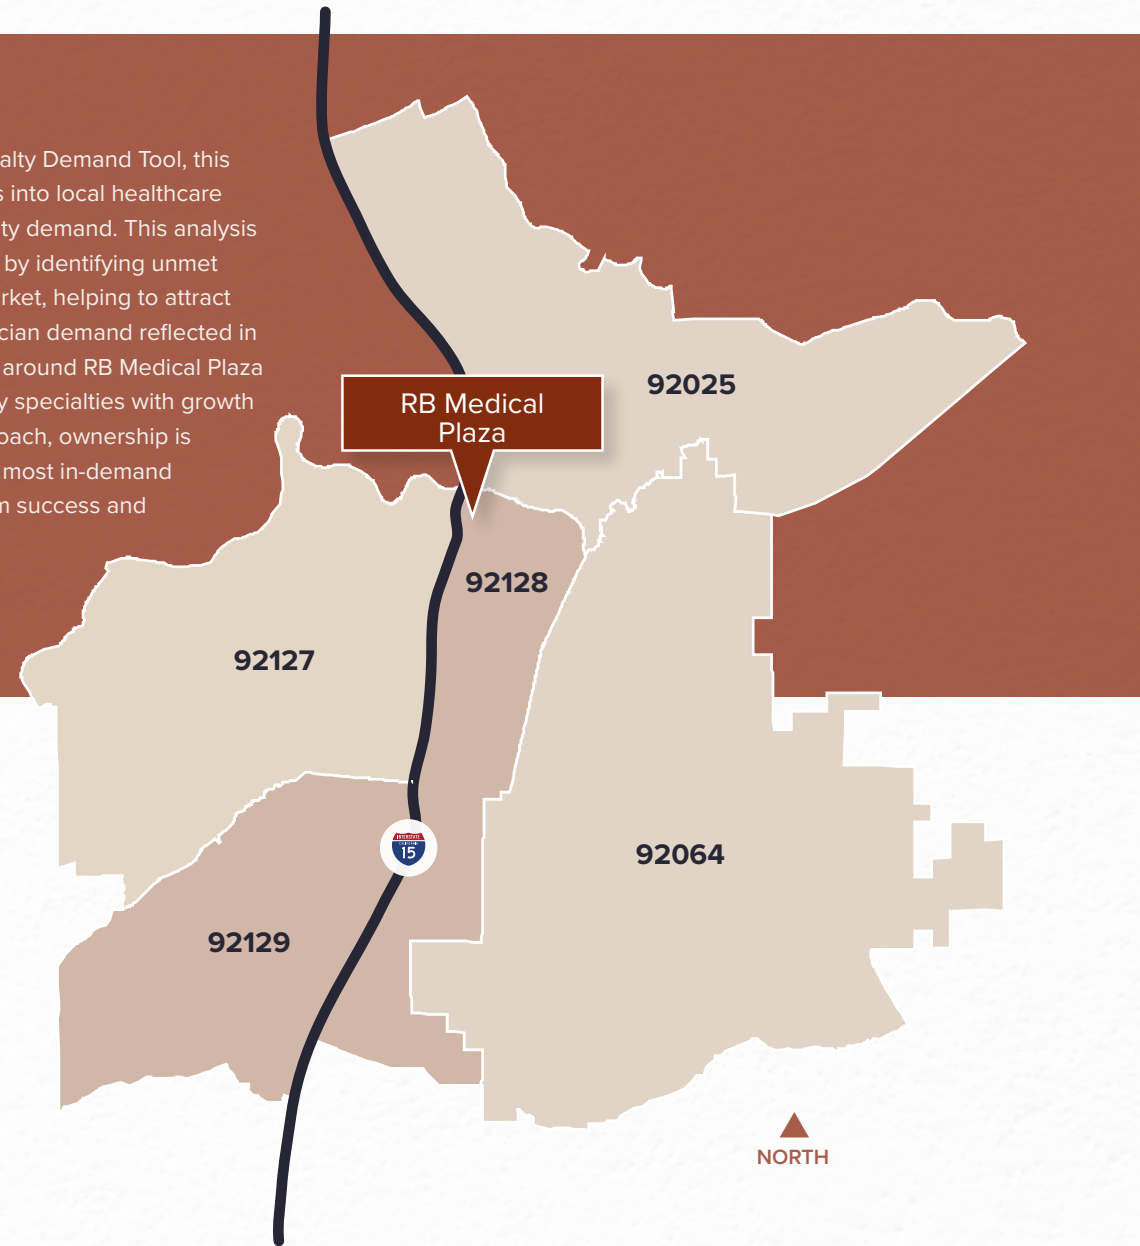 alty Demand Tool, this
s into local healthcare
ty demand. This analysis
by identifying unmet
rket, helping to attract
cian demand reflected in
around RB Medical Plaza
y specialties with growth
oach, ownership is
most in-demand
m success and
RB Medical
Plaza
92025
92128
92127
92064
92129
INTERSTATE
CALIFORNIA
15
NORTH